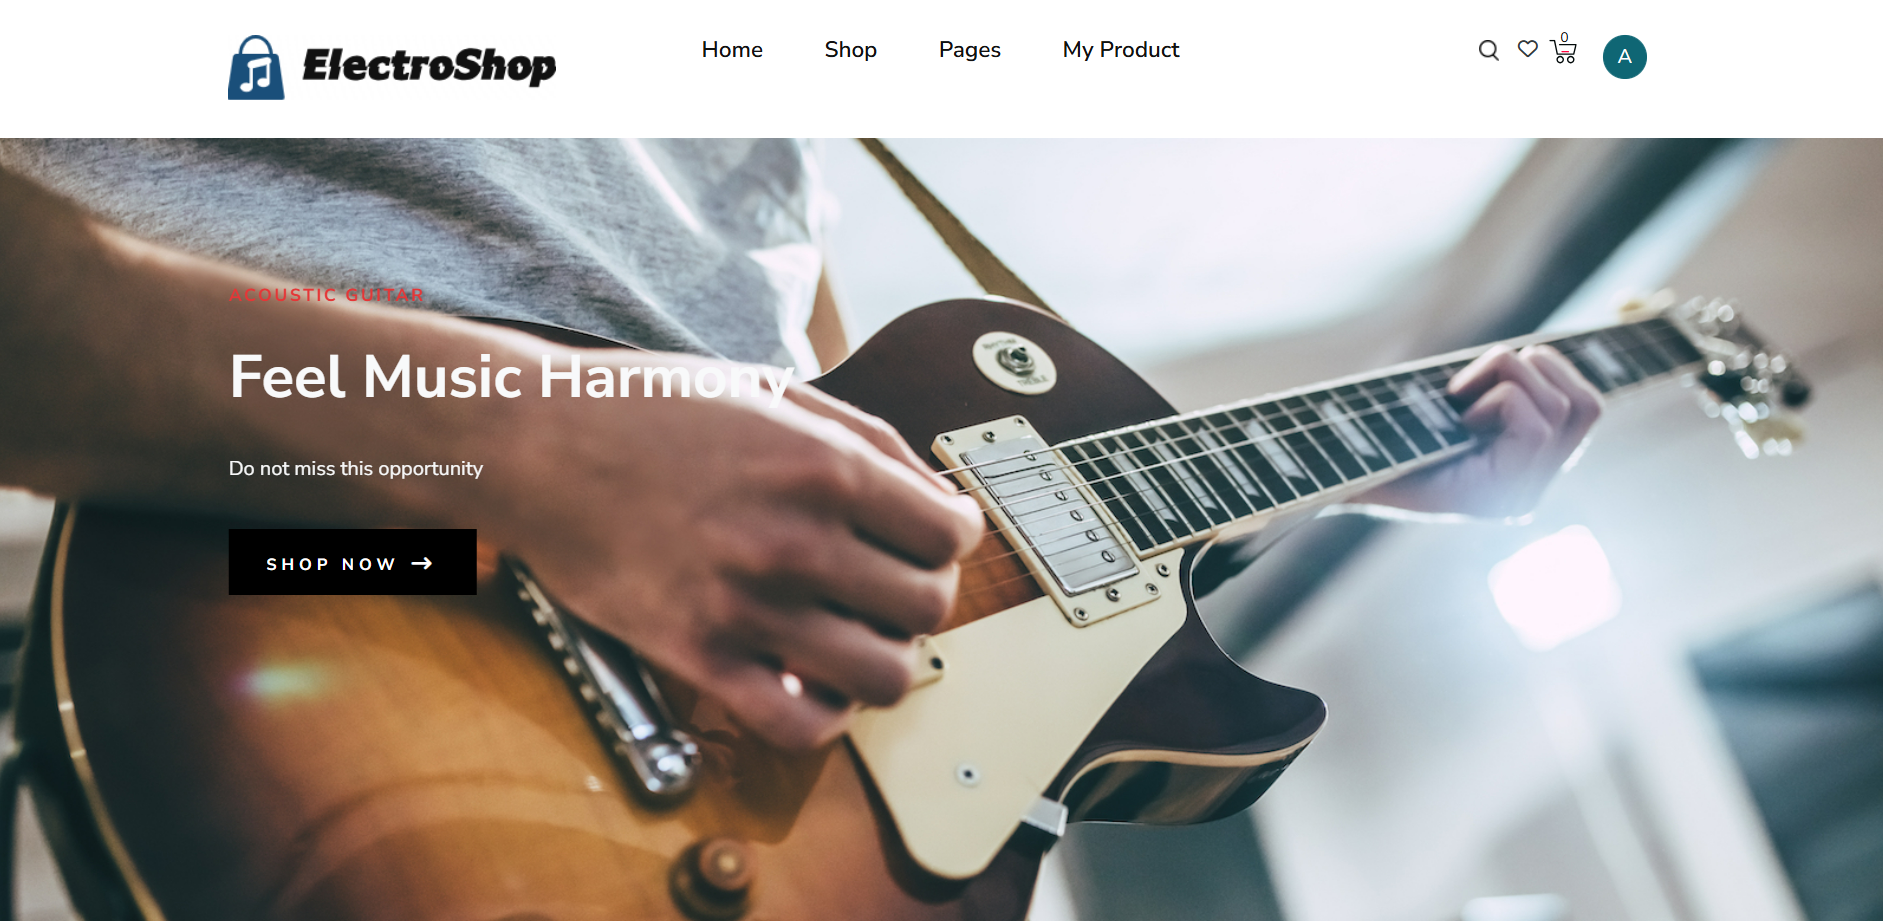 ElectroShop
Home
Shop
Pages
My Product
0
A
ACOUSTIC GUITAR
Feel Music Harmony
Do not miss this opportunity
SHOP NOW →